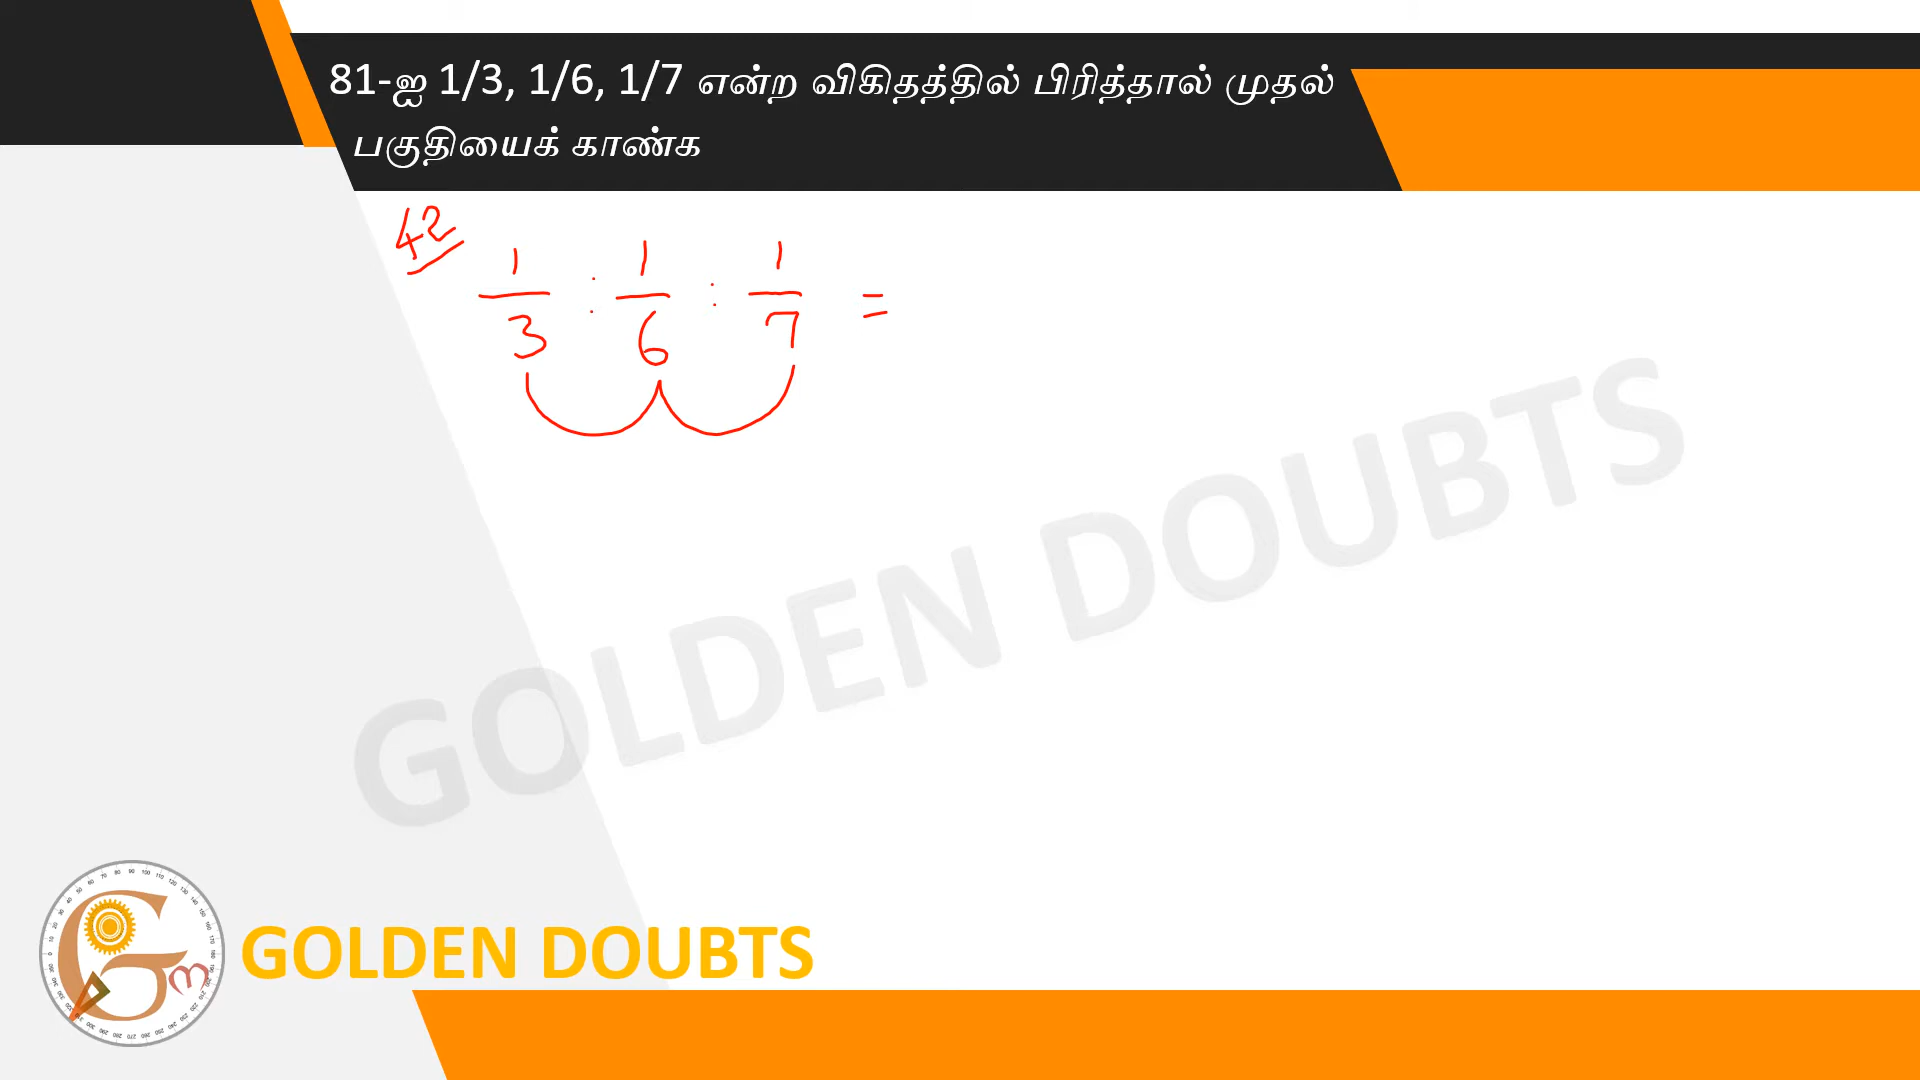 81-ஐ 1/3, 1/6, 1/7 என்ற விகிதத்தில் பிரித்தால் முதல்
பகுதியைக் காண்க
42
1/3 : 1/6 : 1/7 =
GOLDEN DOUBTS
GOLDEN DOUBTS